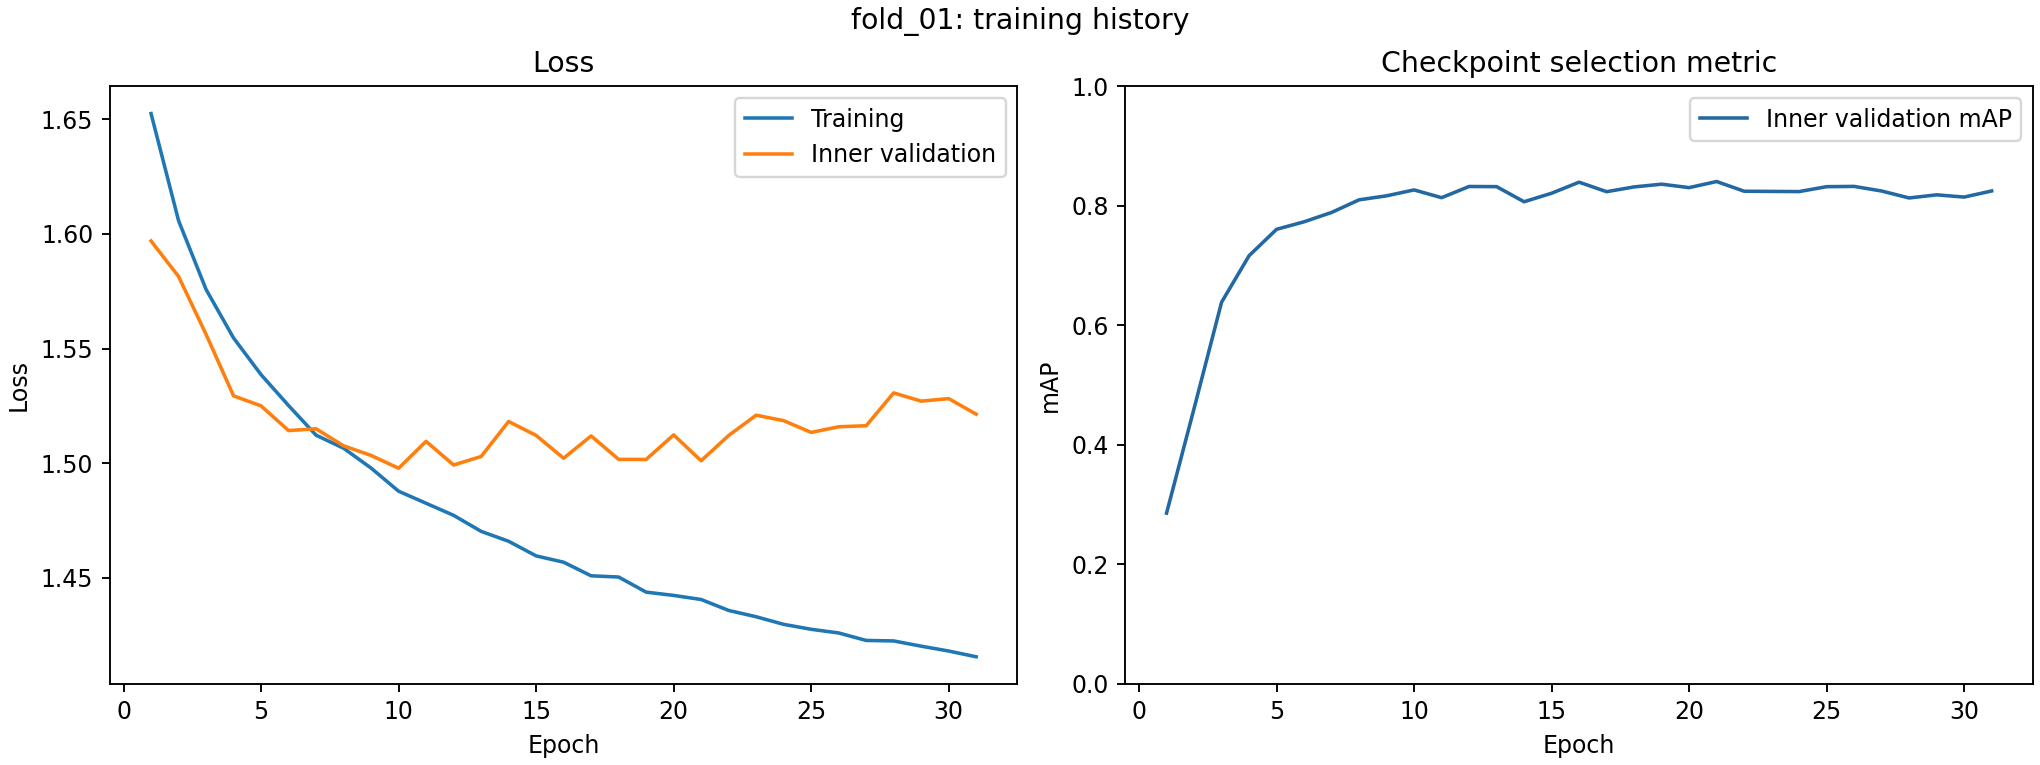 fold_01: training history
Loss
Training
Inner validation
1.65
1.60
1.55
1.50
1.45
Loss
0 5 10 15 20 25 30
Epoch
Checkpoint selection metric
Inner validation mAP
1.0
0.8
0.6
0.4
0.2
0.0
mAP
0 5 10 15 20 25 30
Epoch